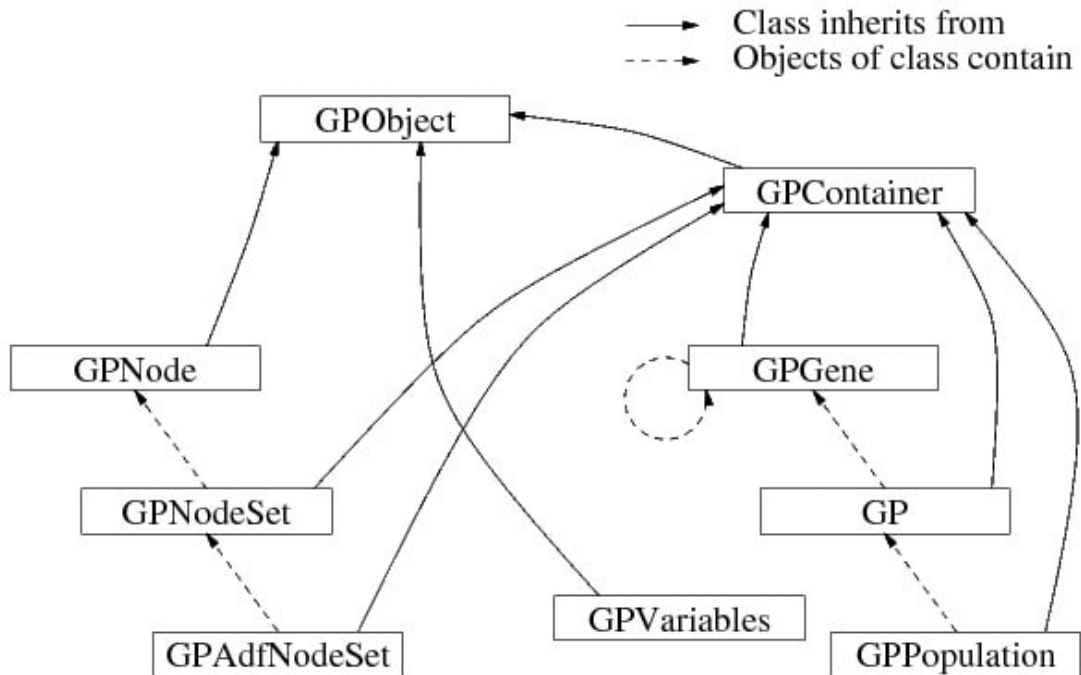 Class inherits from
Objects of class contain
GPObject
GPContainer
GPNode
GPGene
GPNodeSet
GP
GPVariables
GPAdfNodeSet
GPPopulation